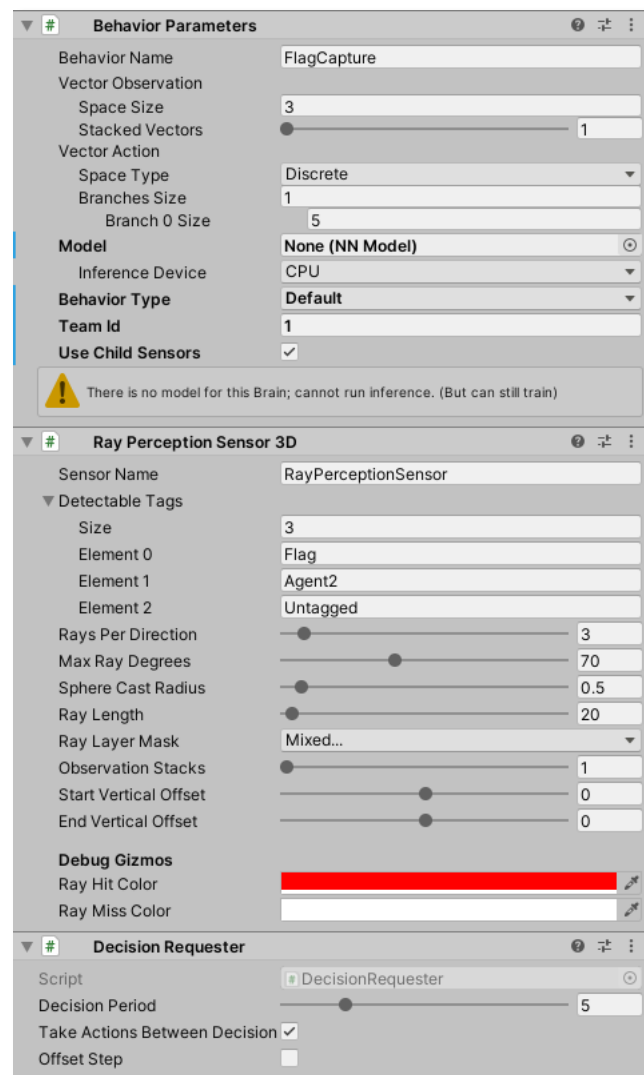 # Behavior Parameters
Behavior Name FlagCapture
Vector Observation
Space Size 3
Stacked Vectors 1
Vector Action
Space Type Discrete
Branches Size 1
Branch 0 Size 5
Model None (NN Model)
Inference Device CPU
Behavior Type Default
Team Id 1
Use Child Sensors
There is no model for this Brain; cannot run inference. (But can still train)
# Ray Perception Sensor 3D
Sensor Name RayPerceptionSensor
Detectable Tags
Size 3
Element 0 Flag
Element 1 Agent2
Element 2 Untagged
Rays Per Direction 3
Max Ray Degrees 70
Sphere Cast Radius 0.5
Ray Length 20
Ray Layer Mask Mixed...
Observation Stacks 1
Start Vertical Offset 0
End Vertical Offset 0
Debug Gizmos
Ray Hit Color
Ray Miss Color
# Decision Requester
Script # DecisionRequester
Decision Period 5
Take Actions Between Decision
Offset Step